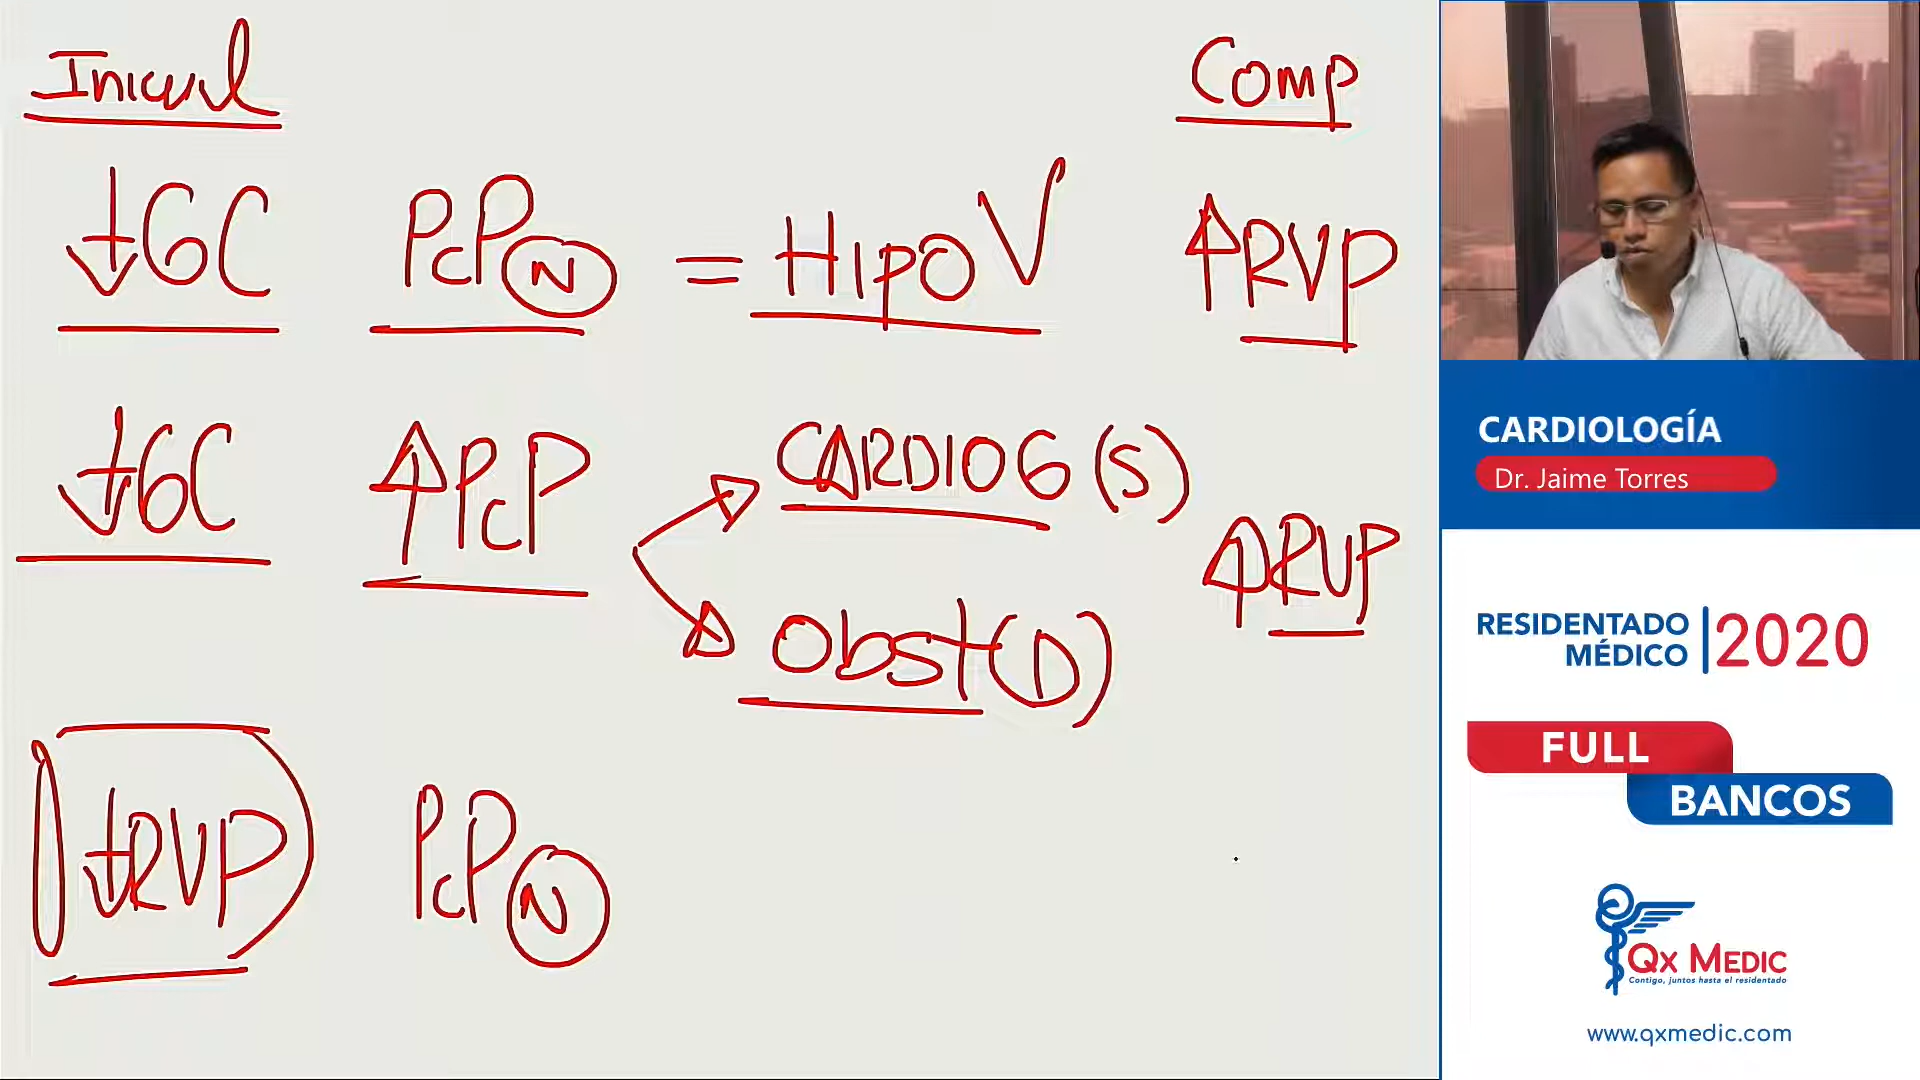 Inicial
Comp
↓GC PcP N = HIpoV ↑RVP
↓GC ↑PcP CARDIOG (S)
↑RVP
Obst (D)
↓RVP PcP N
CARDIOLOGÍA
Dr. Jaime Torres
RESIDENTADO
MÉDICO 2020
FULL
BANCOS
QX MEDIC
Contigo, juntos hasta el residentado
www.qxmedic.com